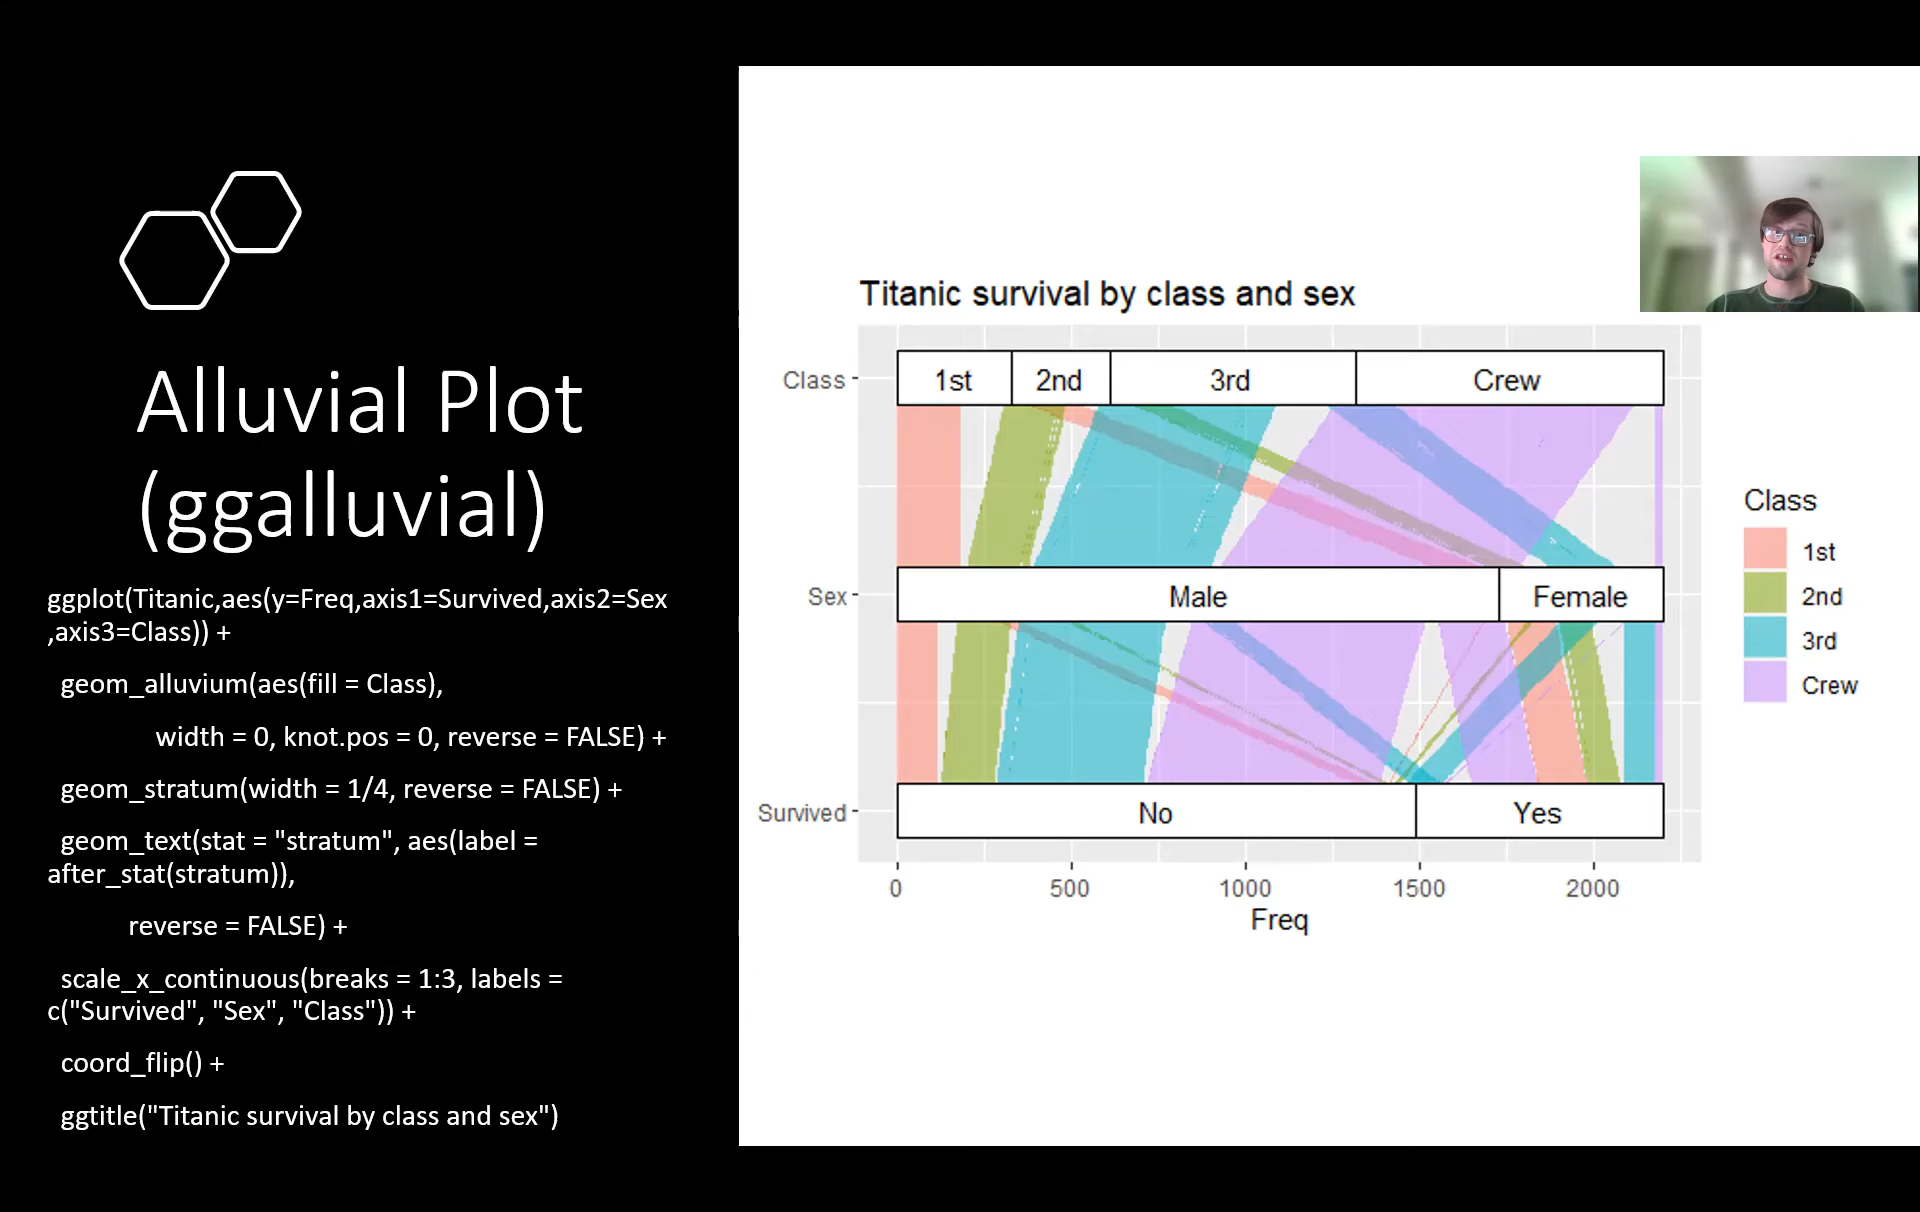 Alluvial Plot
(ggalluvial)
ggplot(Titanic,aes(y=Freq,axis1=Survived,axis2=Sex
,axis3=Class)) +
geom_alluvium(aes(fill = Class),
width = 0, knot.pos = 0, reverse = FALSE) +
geom_stratum(width = 1/4, reverse = FALSE) +
geom_text(stat = "stratum", aes(label =
after_stat(stratum)),
reverse = FALSE) +
scale_x_continuous(breaks = 1:3, labels =
c("Survived", "Sex", "Class")) +
coord_flip() +
ggtitle("Titanic survival by class and sex")
Titanic survival by class and sex
Class 1st 2nd 3rd Crew
Sex Male Female
Survived No Yes
0 500 1000 1500 2000
Freq
Class
1st
2nd
3rd
Crew